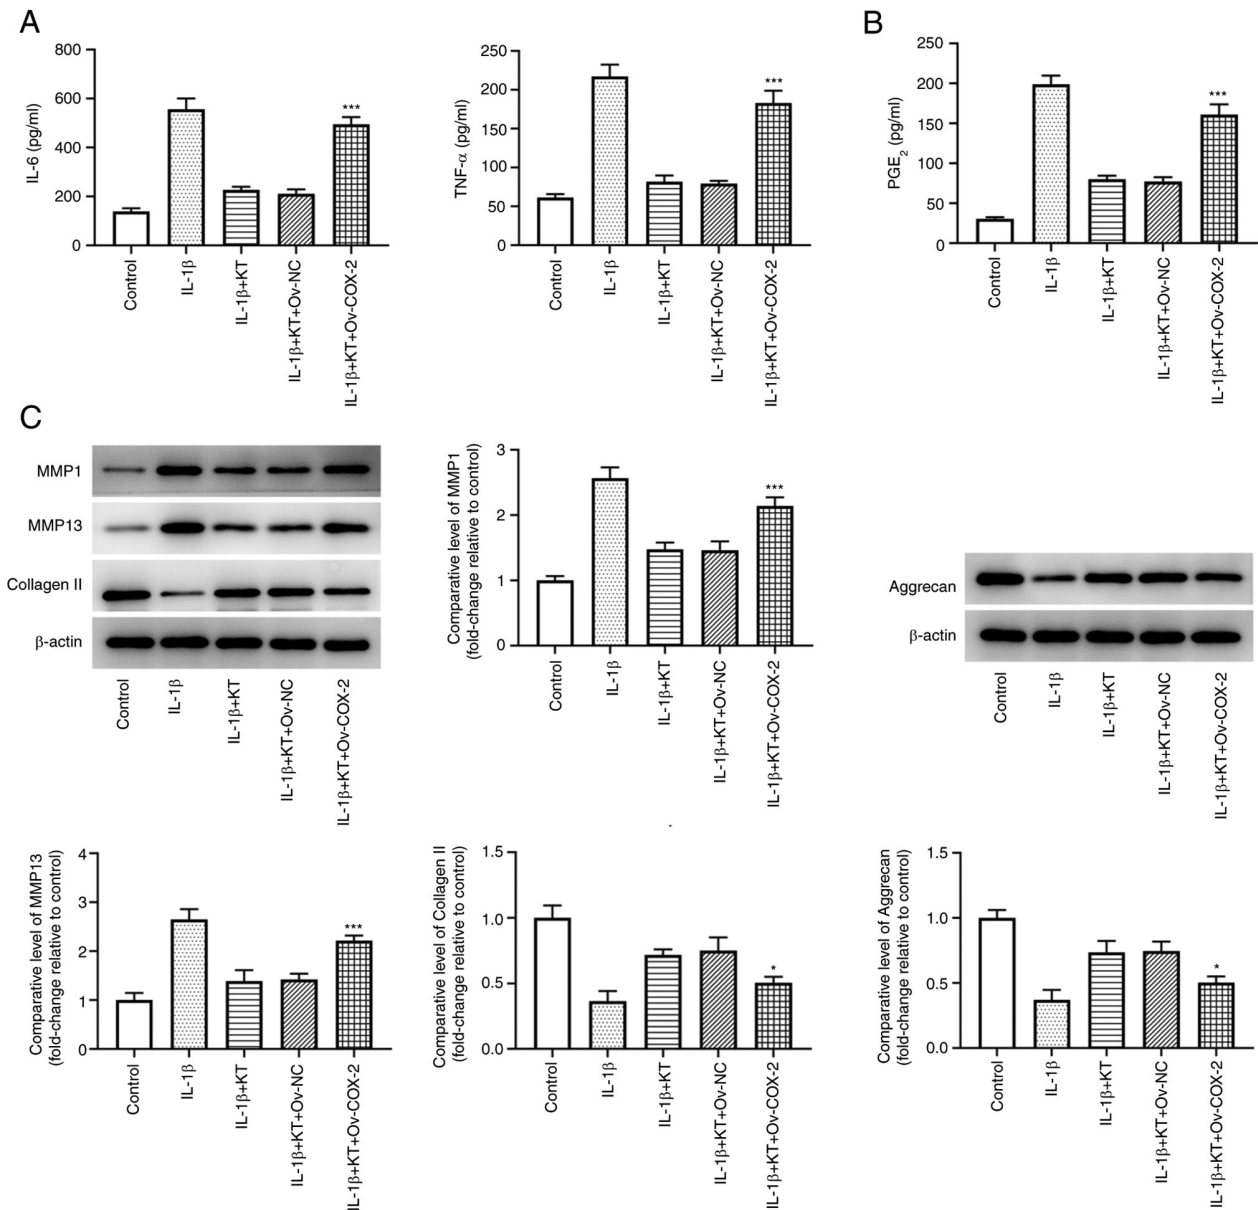 A
IL-6 (pg/ml)
800
600
400
200
0
***
Control
IL-1β
IL-1β+KT
IL-1β+KT+Ov-NC
IL-1β+KT+Ov-COX-2
TNF-α (pg/ml)
250
200
150
100
50
0
***
Control
IL-1β
IL-1β+KT
IL-1β+KT+Ov-NC
IL-1β+KT+Ov-COX-2
B
PGE2 (pg/ml)
250
200
150
100
50
0
***
Control
IL-1β
IL-1β+KT
IL-1β+KT+Ov-NC
IL-1β+KT+Ov-COX-2
C
MMP1
MMP13
Collagen II
β-actin
Control
IL-1β
IL-1β+KT
IL-1β+KT+Ov-NC
IL-1β+KT+Ov-COX-2
Comparative level of MMP1
(fold-change relative to control)
3
2
1
0
***
Control
IL-1β
IL-1β+KT
IL-1β+KT+Ov-NC
IL-1β+KT+Ov-COX-2
Aggrecan
β-actin
Control
IL-1β
IL-1β+KT
IL-1β+KT+Ov-NC
IL-1β+KT+Ov-COX-2
Comparative level of MMP13
(fold-change relative to control)
4
3
2
1
0
***
Control
IL-1β
IL-1β+KT
IL-1β+KT+Ov-NC
IL-1β+KT+Ov-COX-2
Comparative level of Collagen II
(fold-change relative to control)
1.5
1.0
0.5
0.0
*
Control
IL-1β
IL-1β+KT
IL-1β+KT+Ov-NC
IL-1β+KT+Ov-COX-2
Comparative level of Aggrecan
(fold-change relative to control)
1.5
1.0
0.5
0.0
*
Control
IL-1β
IL-1β+KT
IL-1β+KT+Ov-NC
IL-1β+KT+Ov-COX-2